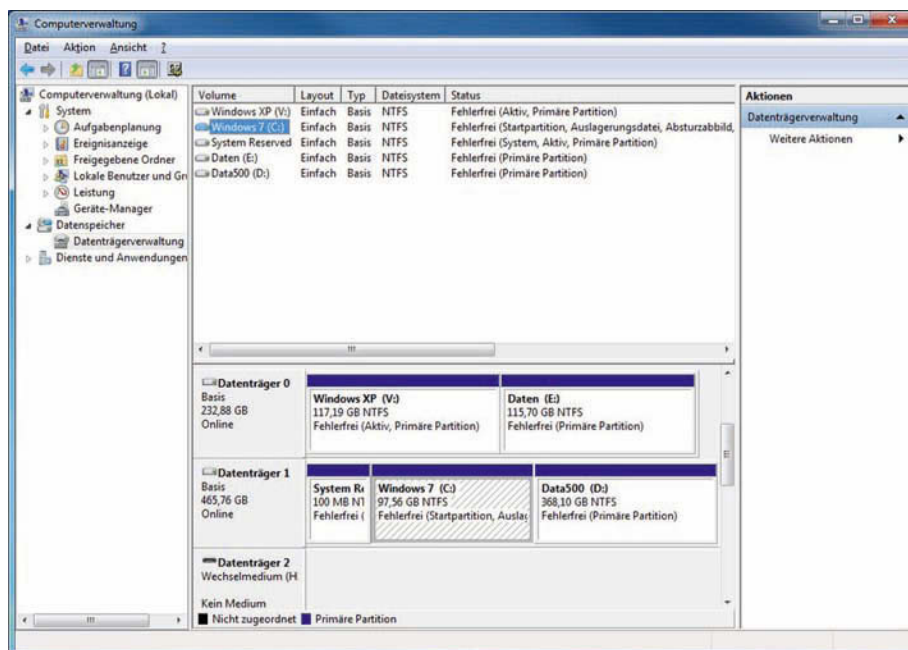 Computerverwaltung
Datei Aktion Ansicht ?
Computerverwaltung (Lokal)
System
Aufgabenplanung
Ereignisanzeige
Freigegebene Ordner
Lokale Benutzer und Gr
Leistung
Geräte-Manager
Datenspeicher
Datenträgerverwaltung
Dienste und Anwendungen
Volume Layout Typ Dateisystem Status
Windows XP (V:) Einfach Basis NTFS Fehlerfrei (Aktiv, Primäre Partition)
Windows 7 (C:) Einfach Basis NTFS Fehlerfrei (Startpartition, Auslagerungsdatei, Absturzabbild,
System Reserved Einfach Basis NTFS Fehlerfrei (System, Aktiv, Primäre Partition)
Daten (E:) Einfach Basis NTFS Fehlerfrei (Primäre Partition)
Data500 (D:) Einfach Basis NTFS Fehlerfrei (Primäre Partition)
Datenträger 0
Basis
232,88 GB
Online
Windows XP (V:)
117,19 GB NTFS
Fehlerfrei (Aktiv, Primäre Partition)
Daten (E:)
115,70 GB NTFS
Fehlerfrei (Primäre Partition)
Datenträger 1
Basis
465,76 GB
Online
System Re
100 MB NT
Fehlerfrei (
Windows 7 (C:)
97,56 GB NTFS
Fehlerfrei (Startpartition, Auslag
Data500 (D:)
368,10 GB NTFS
Fehlerfrei (Primäre Partition)
Datenträger 2
Wechselmedium (H
Kein Medium
Nicht zugeordnet Primäre Partition
Aktionen
Datenträgerverwaltung
Weitere Aktionen